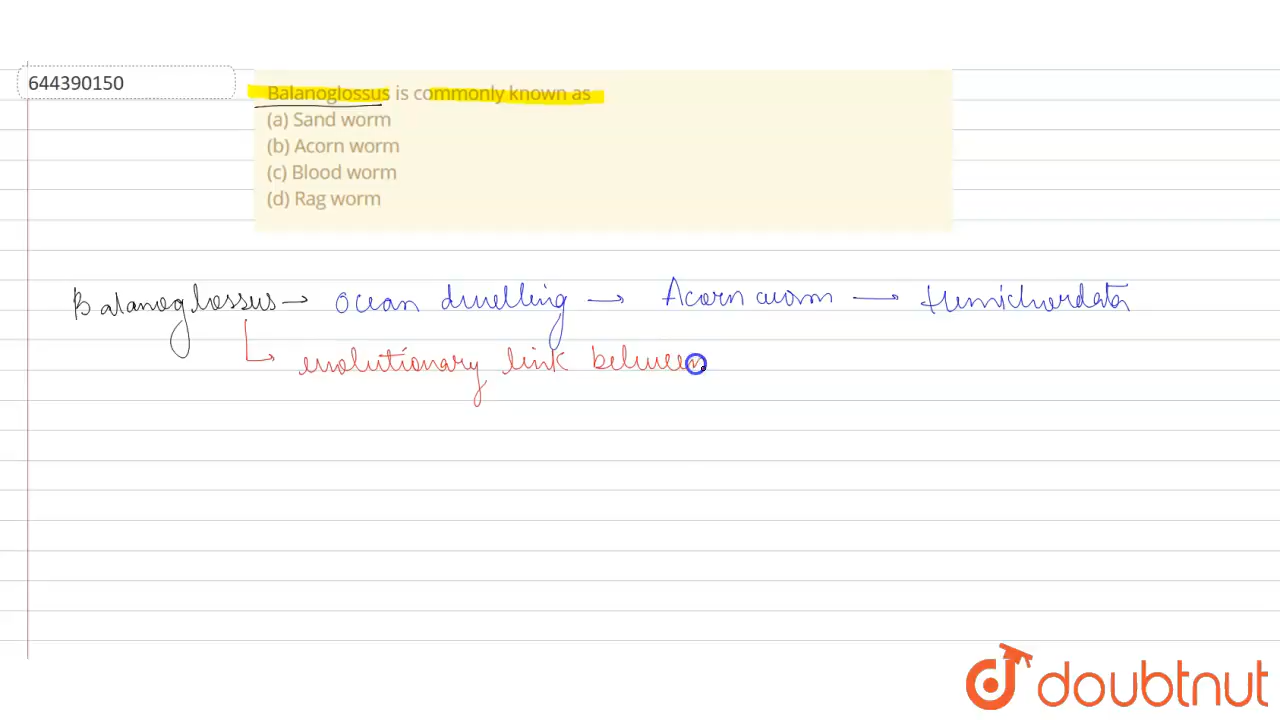 644390150
Balanoglossus is commonly known as
(a) Sand worm
(b) Acorn worm
(c) Blood worm
(d) Rag worm
Balanoglossus → Ocean dwelling → Acorn worm → Hemichordata
evolutionary link between
doubtnut